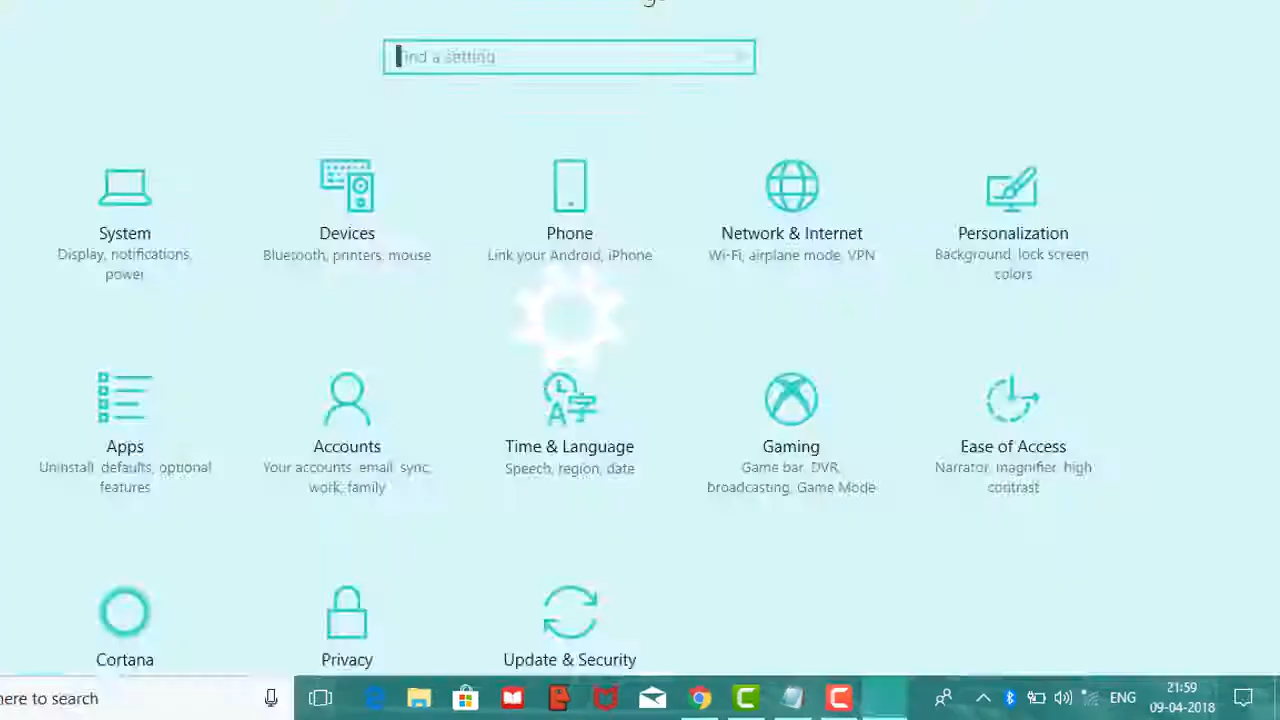 Find a setting
System
Devices
Phone
Network & Internet
Personalization
Display, notifications,
power
Bluetooth, printers, mouse
Link your Android, iPhone
Wi-Fi, airplane mode, VPN
Background, lock screen
colors
Apps
Accounts
Time & Language
Gaming
Ease of Access
Uninstall, defaults, optional
features
Your accounts, email, sync,
work, family
Speech, region, date
Game bar, DVR,
broadcasting, Game Mode
Narrator, magnifier, high
contrast
A字
Cortana
Privacy
Update & Security
here to search
ENG
21:59
09-04-2018